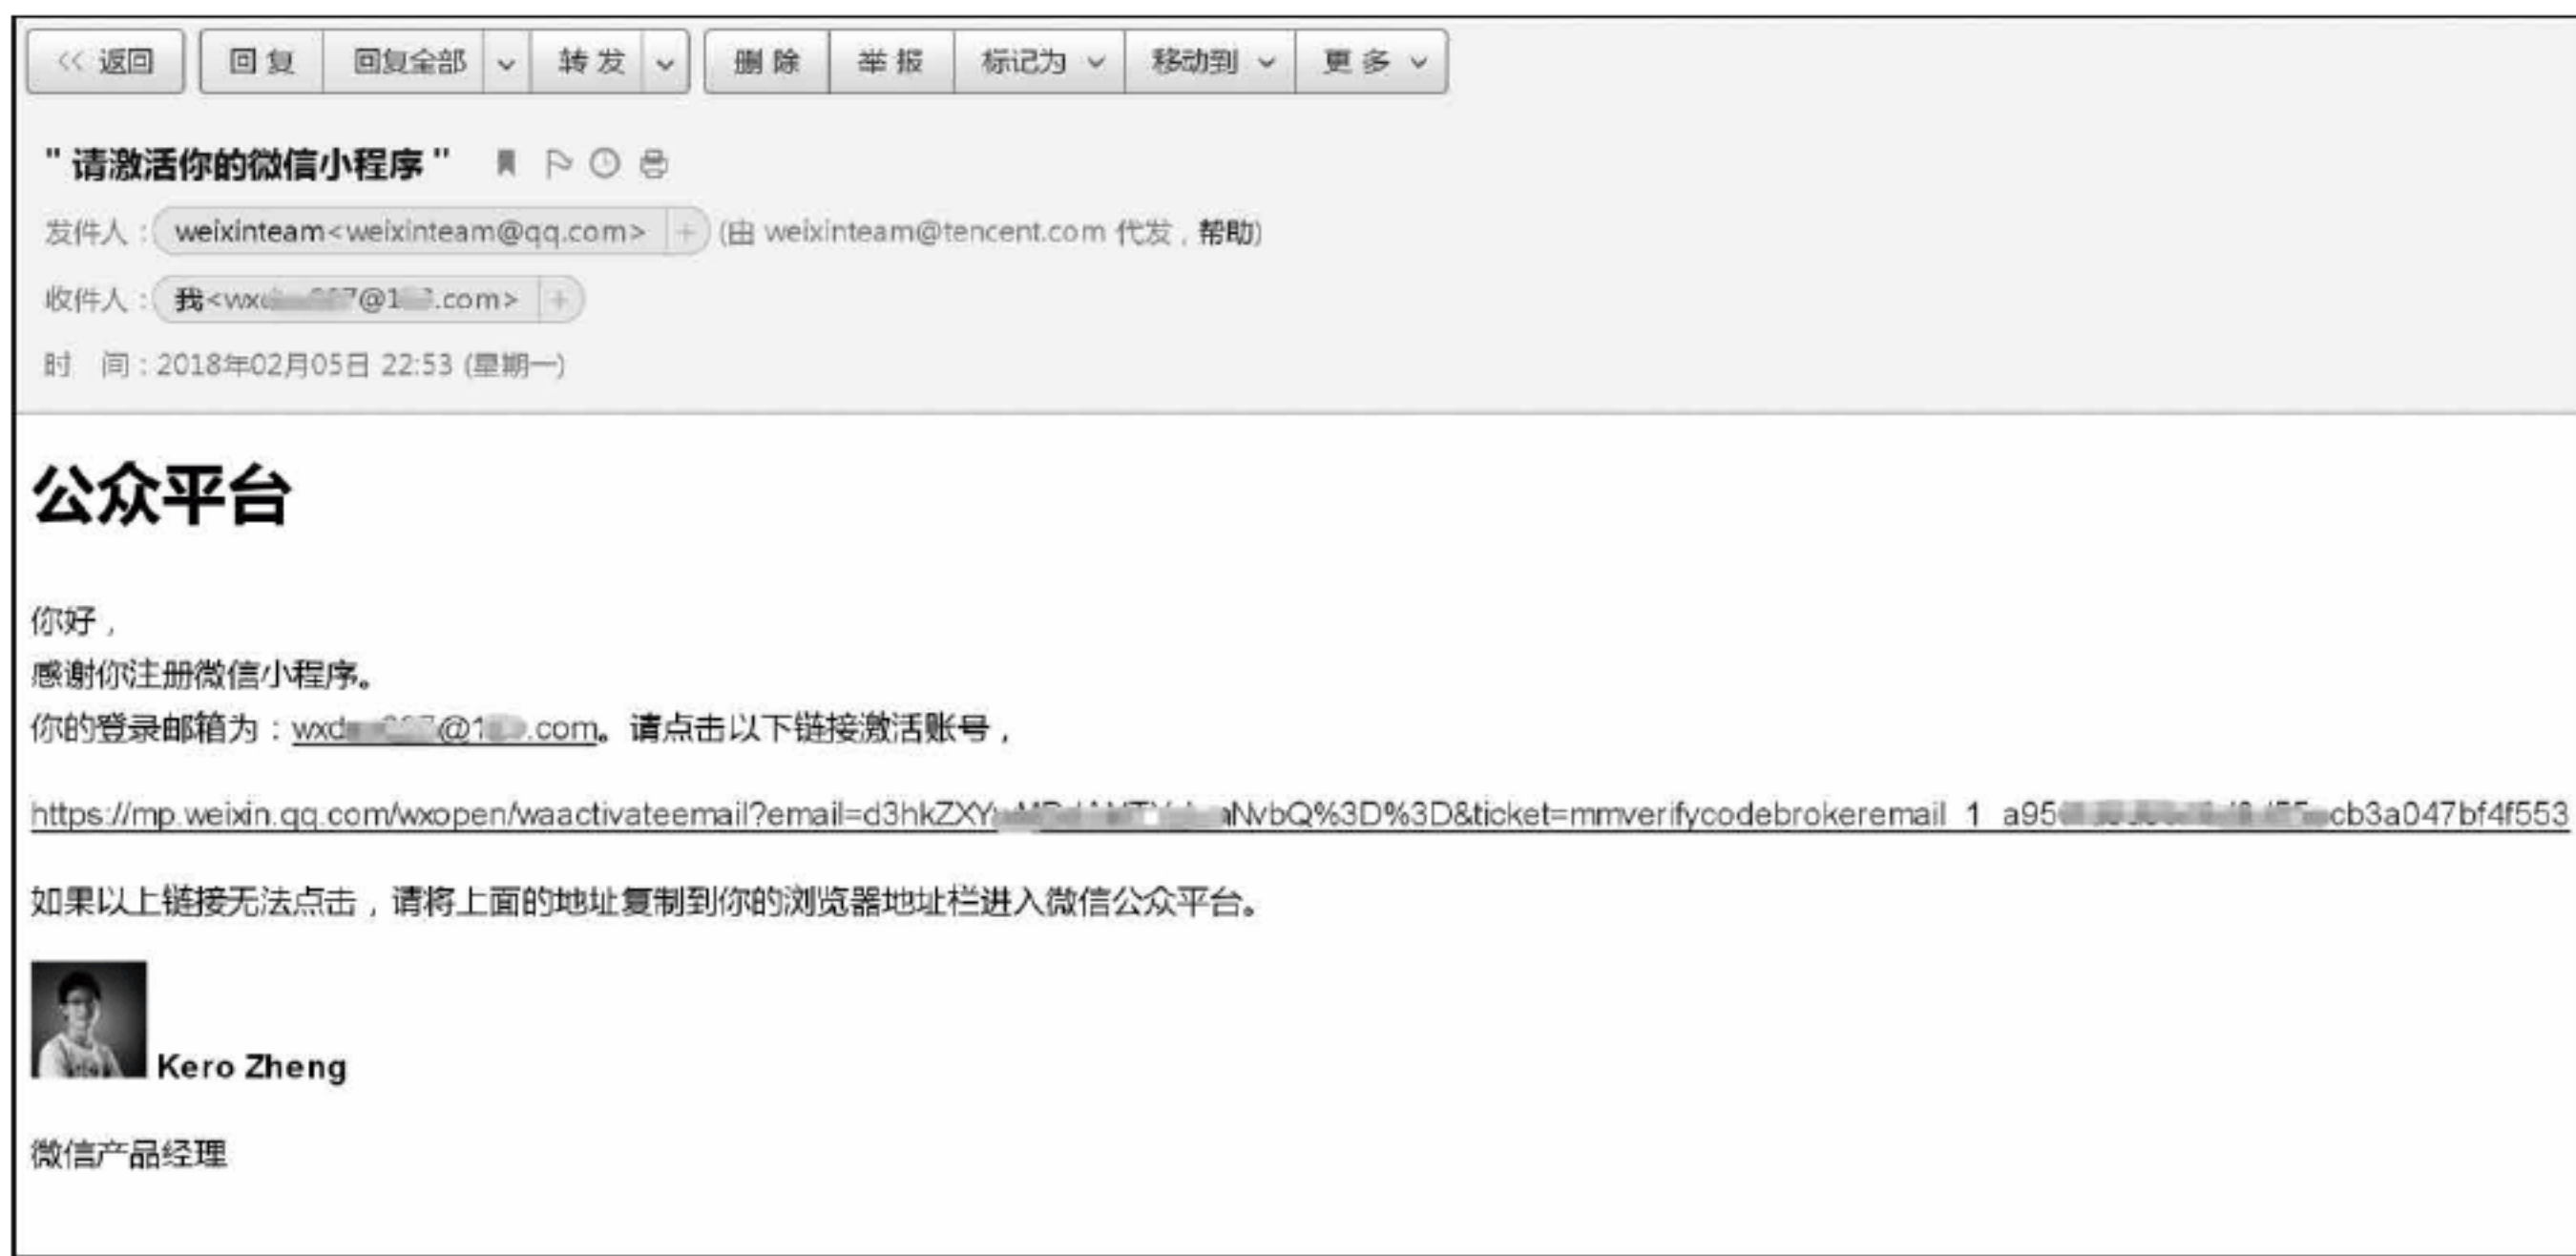 << 返回 回复 回复全部 转发 删除 举报 标记为 移动到 更多
"请激活你的微信小程序"
发件人：weixinteam<weixinteam@qq.com> + (由 weixinteam@tencent.com 代发，帮助)
收件人：我<wx 7@1 .com> +
时 间：2018年02月05日 22:53 (星期一)
公众平台
你好，
感谢你注册微信小程序。
你的登录邮箱为：wxd @1 .com。请点击以下链接激活账号，
https://mp.weixin.qq.com/wxopen/waactivateemail?email=d3hkZXY NvbQ%3D%3D&ticket=mmverifycodebrokeremail_1_a95 cb3a047bf4f553
如果以上链接无法点击，请将上面的地址复制到你的浏览器地址栏进入微信公众平台。
Kero Zheng
微信产品经理